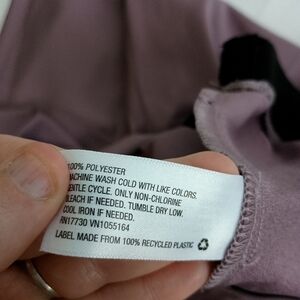 100% POLYESTER
MACHINE WASH COLD WITH LIKE COLORS.
GENTLE CYCLE. ONLY NON-CHLORINE
BLEACH IF NEEDED. TUMBLE DRY LOW.
COOL IRON IF NEEDED.
RN17730 VN1055164
LABEL MADE FROM 100% RECYCLED PLASTIC